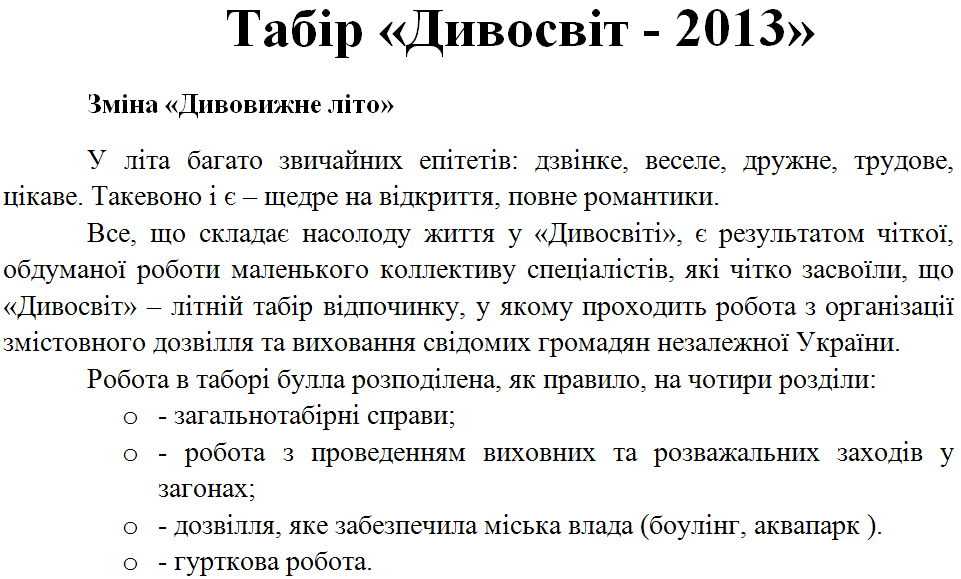 Табір «Дивосвіт - 2013»
Зміна «Дивовижне літо»
У літа багато звичайних епітетів: дзвінке, веселе, дружне, трудове,
цікаве. Такевоно і є – щедре на відкриття, повне романтики.
Все, що складає насолоду життя у «Дивосвіті», є результатом чіткої,
обдуманої роботи маленького коллективу спеціалістів, які чітко засвоїли, що
«Дивосвіт» – літній табір відпочинку, у якому проходить робота з організації
змістовного дозвілля та виховання свідомих громадян незалежної України.
Робота в таборі булла розподілена, як правило, на чотири розділи:
o - загальнотабірні справи;
o - робота з проведенням виховних та розважальних заходів у
загонах;
o - дозвілля, яке забезпечила міська влада (боулінг, аквапарк ).
o - гурткова робота.